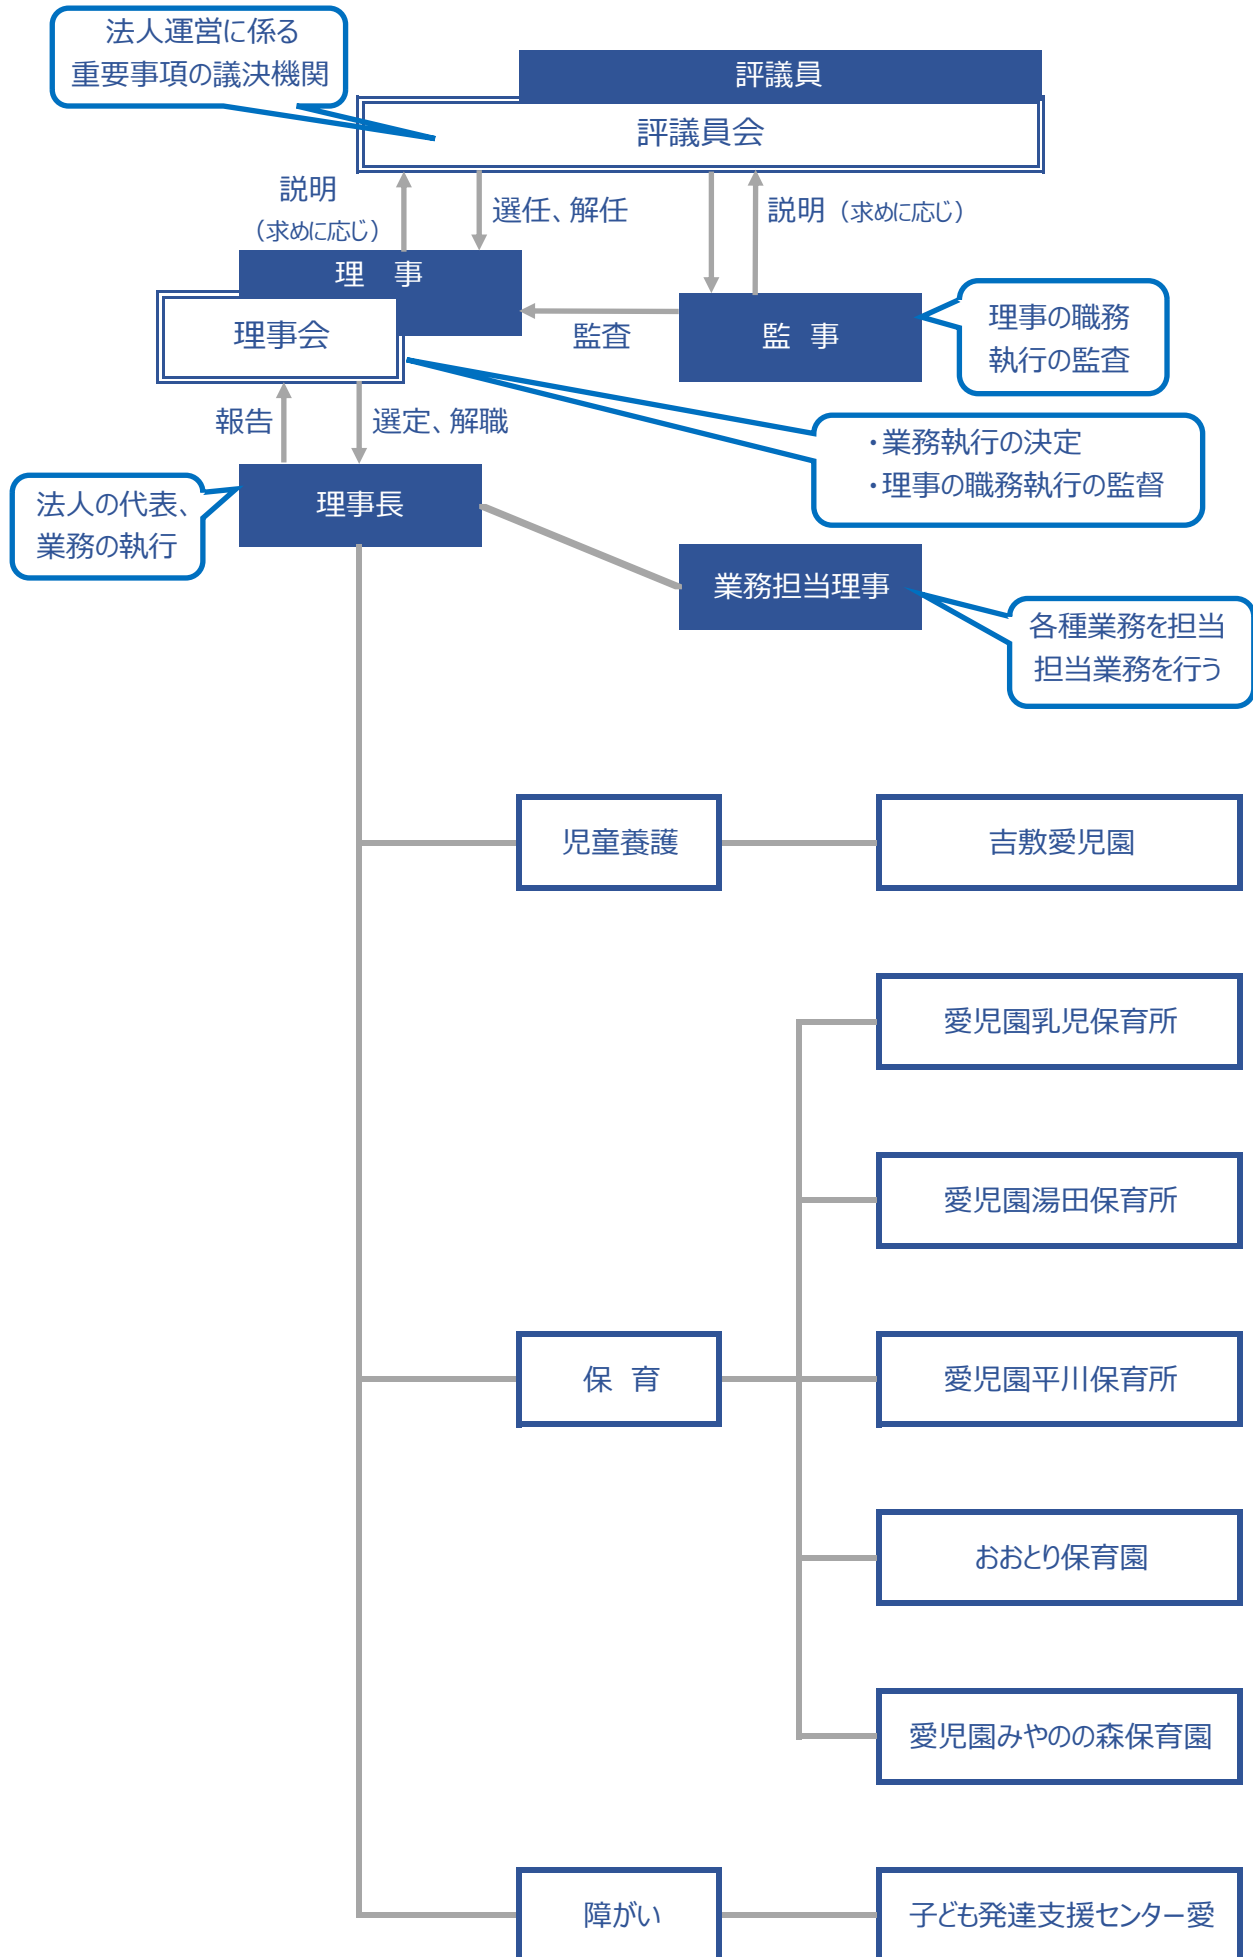 法人運営に係る
重要事項の議決機関
評議員
評議員会
説明
（求めに応じ）
選任、解任
説明（求めに応じ）
理　事
理事会
監査
監　事
理事の職務
執行の監査
報告
選定、解職
・業務執行の決定
・理事の職務執行の監督
法人の代表、
業務の執行
理事長
業務担当理事
各種業務を担当
担当業務を行う
児童養護
吉敷愛児園
愛児園乳児保育所
愛児園湯田保育所
保　育
愛児園平川保育所
おおとり保育園
愛児園みやのの森保育園
障がい
子ども発達支援センター愛